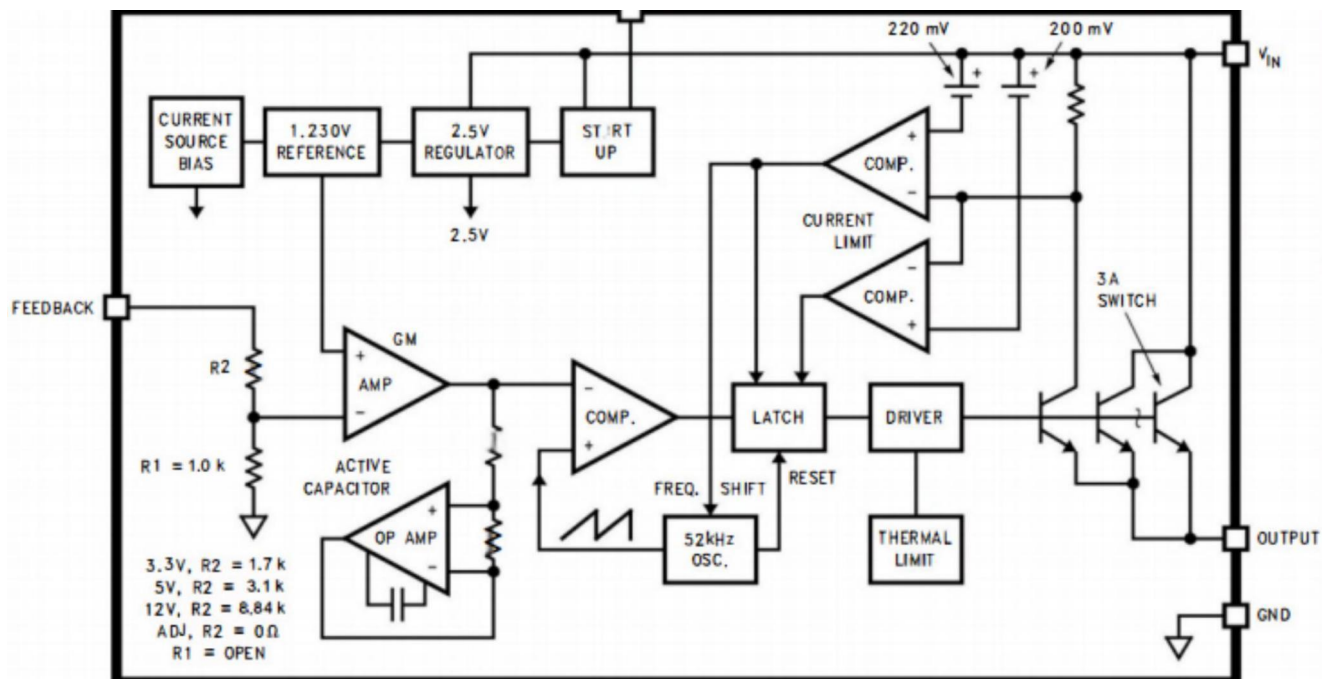 220 mV
200 mV
V_IN
CURRENT
SOURCE
BIAS
1.230V
REFERENCE
2.5V
REGULATOR
ST RT
UP
+
+
+
COMP.
-
2.5V
CURRENT
LIMIT
-
COMP.
+
3A
SWITCH
FEEDBACK
GM
+
AMP
-
R2
-
COMP.
+
LATCH
DRIVER
R1 = 1.0 k
ACTIVE
CAPACITOR
RESET
FREQ. SHIFT
+
OP AMP
-
52kHz
OSC.
THERMAL
LIMIT
OUTPUT
3.3V, R2 = 1.7 k
5V, R2 = 3.1 k
12V, R2 = 8.84 k
ADJ, R2 = 0Ω
R1 = OPEN
GND